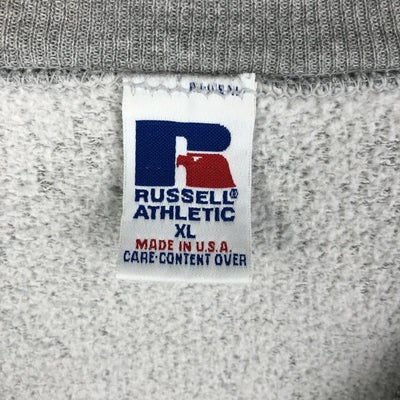 R
RUSSELL®
ATHLETIC
XL
MADE IN U.S.A.
CARE-CONTENT OVER